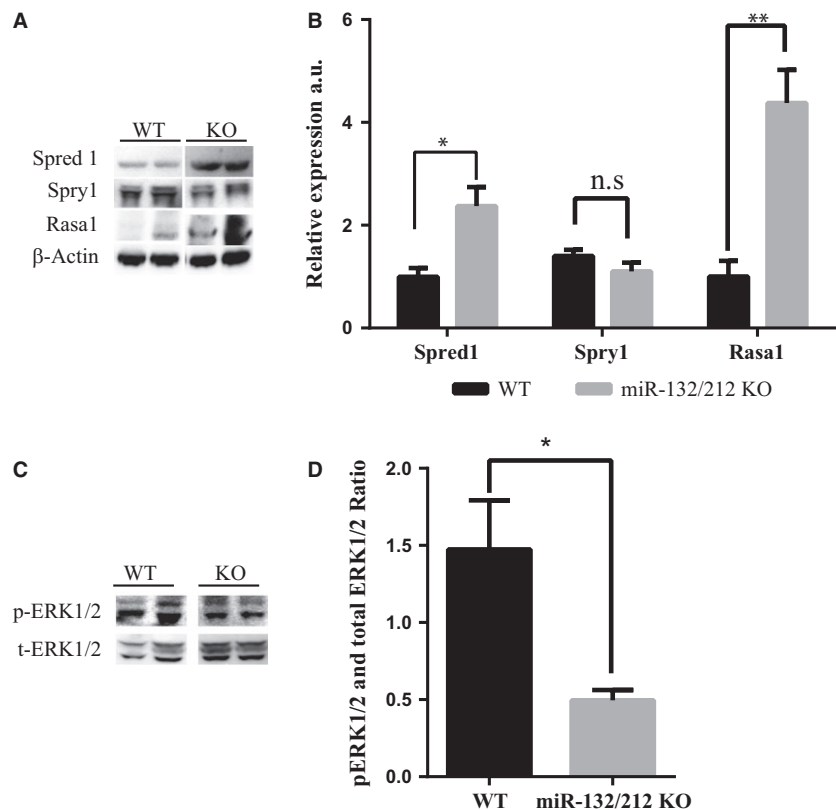 A
WT KO
Spred 1
Spry1
Rasa1
β-Actin
B
Relative expression a.u.
6
4
2
0
*
n.s
**
Spred1 Spry1 Rasa1
WT miR-132/212 KO
C
WT KO
p-ERK1/2
t-ERK1/2
D
pERK1/2 and total ERK1/2 Ratio
2.0
1.5
1.0
0.5
0.0
*
WT miR-132/212 KO